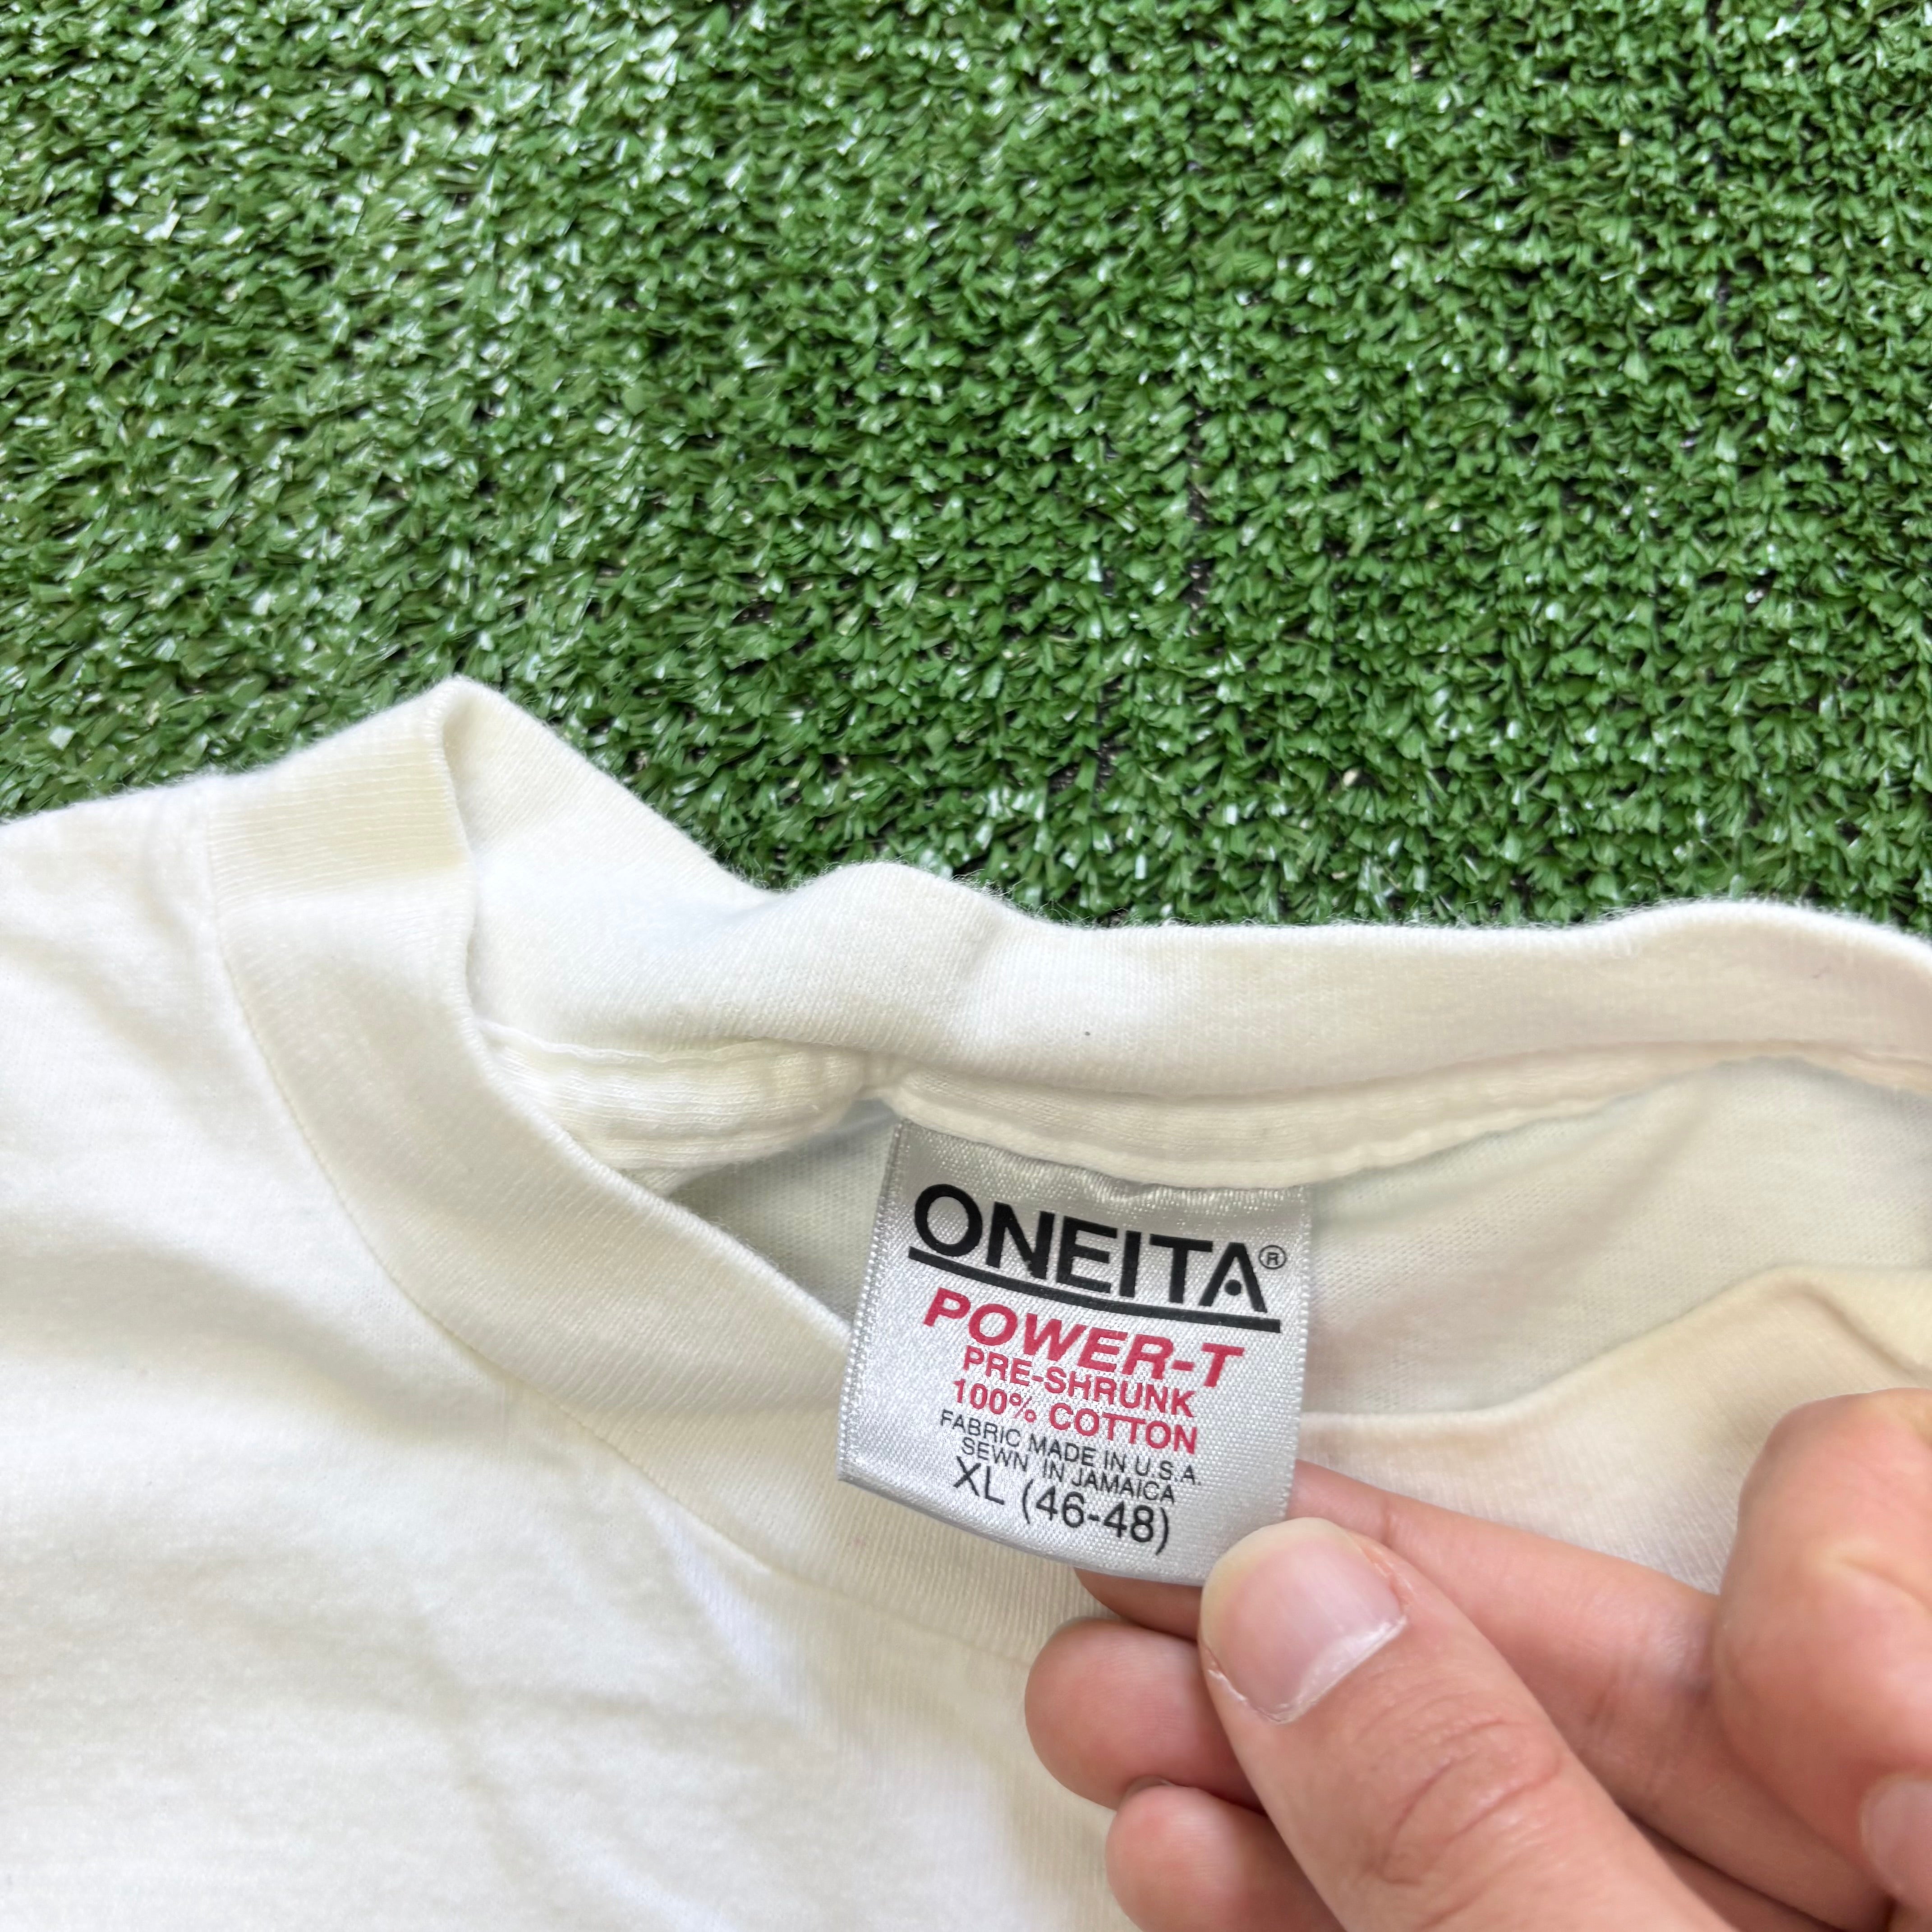 ONEITA®
POWER-T
PRE-SHRUNK
100% COTTON
FABRIC MADE IN U.S.A.
SEWN IN JAMAICA
XL (46-48)